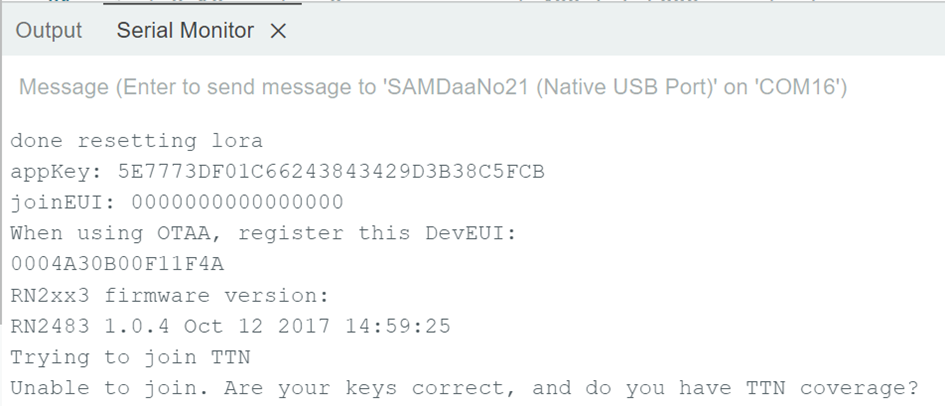 Output Serial Monitor
Message (Enter to send message to 'SAMDaaNo21 (Native USB Port)' on 'COM16')
done resetting lora
appKey: 5E7773DF01C66243843429D3B38C5FCB
joinEUI: 0000000000000000
When using OTAA, register this DevEUI:
0004A30B00F11F4A
RN2xx3 firmware version:
RN2483 1.0.4 Oct 12 2017 14:59:25
Trying to join TTN
Unable to join. Are your keys correct, and do you have TTN coverage?